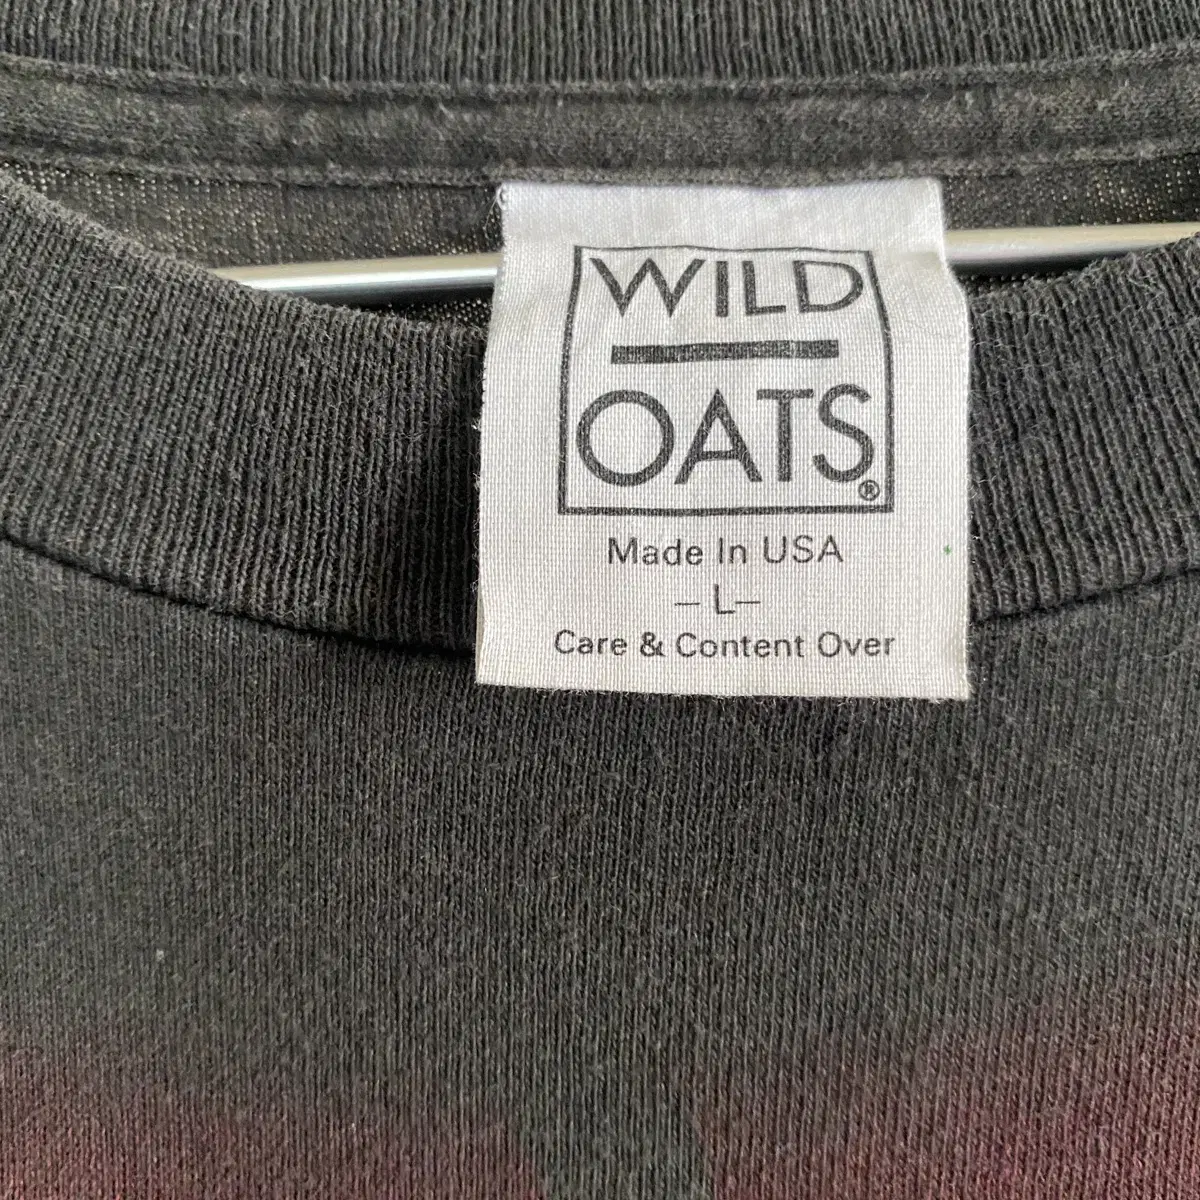 WILD
OATS®
Made In USA
– L –
Care & Content Over